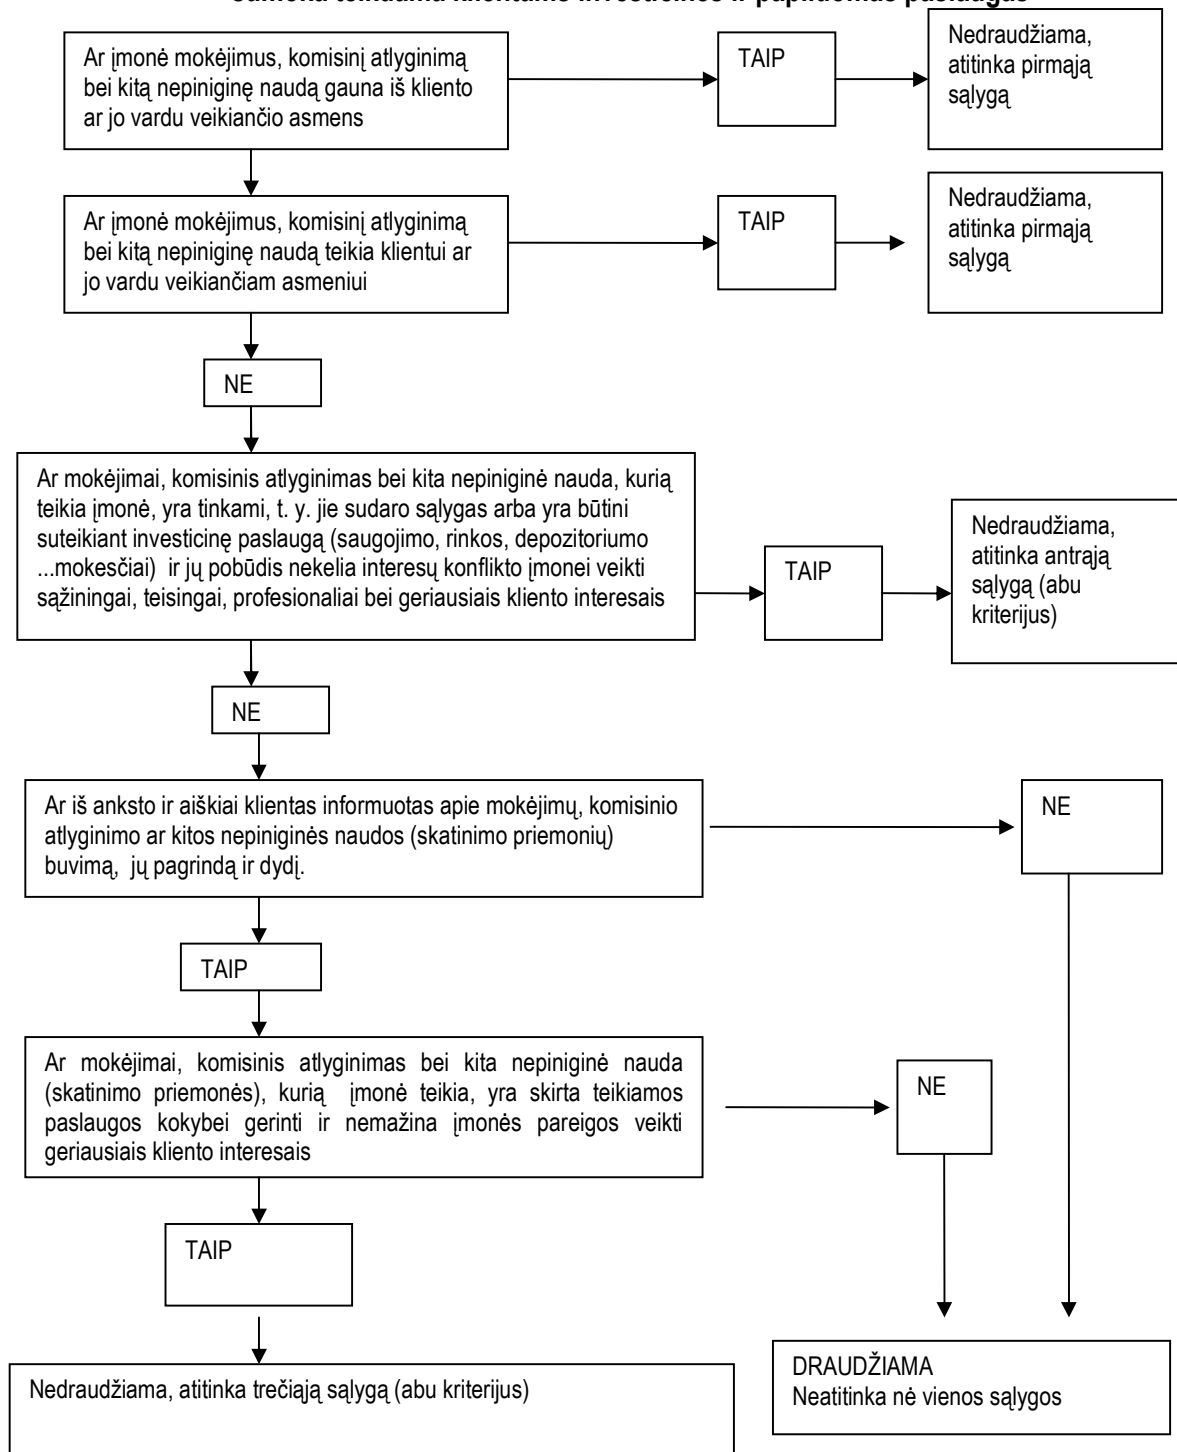 Ar įmonė mokėjimus, komisinį atlyginimą
bei kitą nepiniginę naudą gauna iš kliento
ar jo vardu veikiančio asmens
TAIP
Nedraudžiama,
atitinka pirmąją
sąlygą
Ar įmonė mokėjimus, komisinį atlyginimą
bei kitą nepiniginę naudą teikia klientui ar
jo vardu veikiančiam asmeniui
TAIP
Nedraudžiama,
atitinka pirmąją
sąlygą
NE
Ar mokėjimai, komisinis atlyginimas bei kita nepiniginė nauda, kurią
teikia įmonė, yra tinkami, t. y. jie sudaro sąlygas arba yra būtini
suteikiant investicinę paslaugą (saugojimo, rinkos, depozitoriumo
...mokesčiai) ir jų pobūdis nekelia interesų konflikto įmonei veikti
sąžiningai, teisingai, profesionaliai bei geriausiais kliento interesais
TAIP
Nedraudžiama,
atitinka antrąją
sąlygą (abu
kriterijus)
NE
Ar iš anksto ir aiškiai klientas informuotas apie mokėjimų, komisinio
atlyginimo ar kitos nepiniginės naudos (skatinimo priemonių)
buvimą, jų pagrindą ir dydį.
NE
TAIP
Ar mokėjimai, komisinis atlyginimas bei kita nepiniginė nauda
(skatinimo priemonės), kurią įmonė teikia, yra skirta teikiamos
paslaugos kokybei gerinti ir nemažina įmonės pareigos veikti
geriausiais kliento interesais
NE
TAIP
Nedraudžiama, atitinka trečiąją sąlygą (abu kriterijus)
DRAUDŽIAMA
Neatitinka nė vienos sąlygos